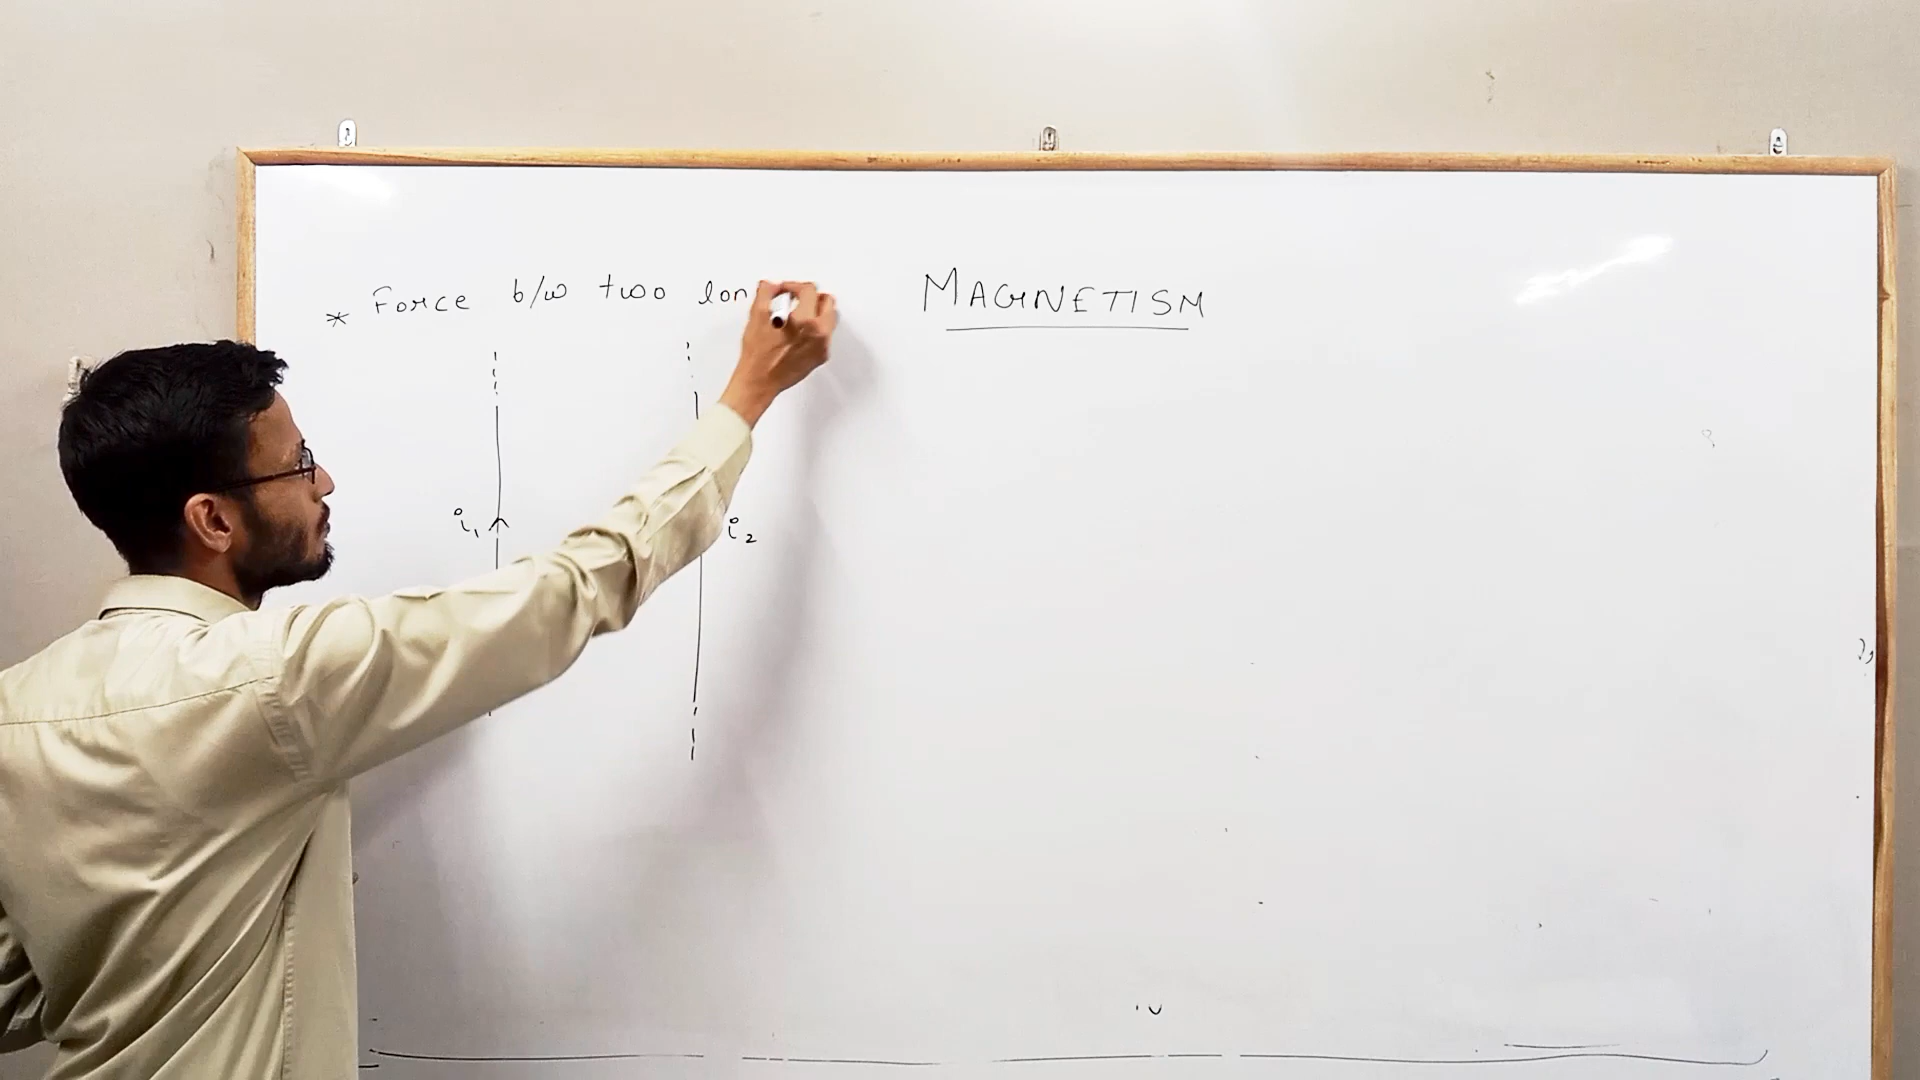 MAGNETISM
* Force b/w two lon
i₁
i₂